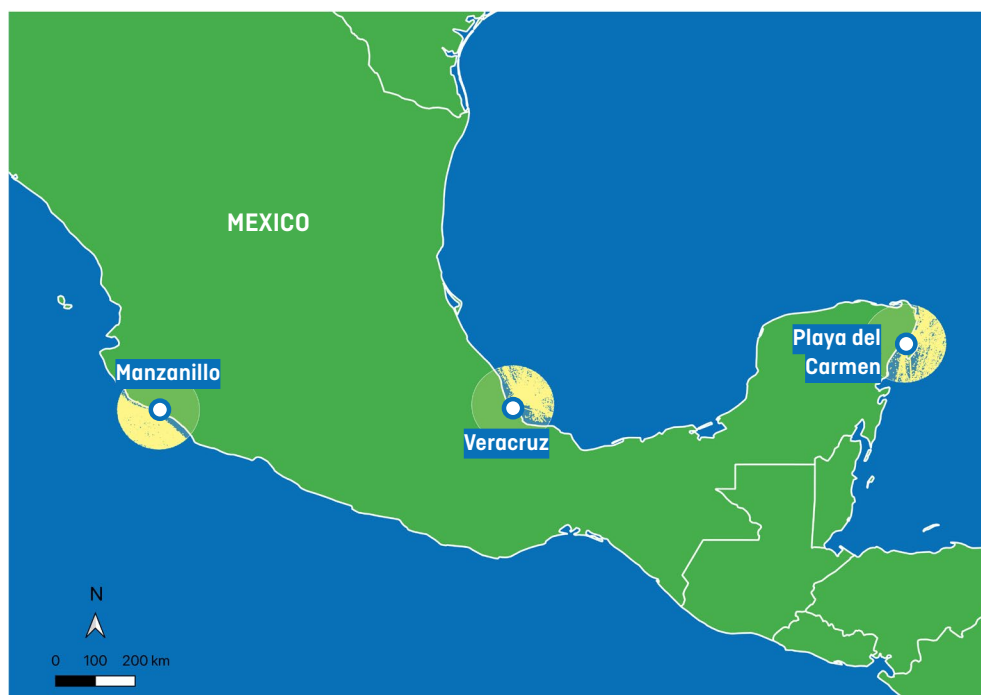 MEXICO
Playa del
Carmen
Manzanillo
Veracruz
N
0 100 200 km